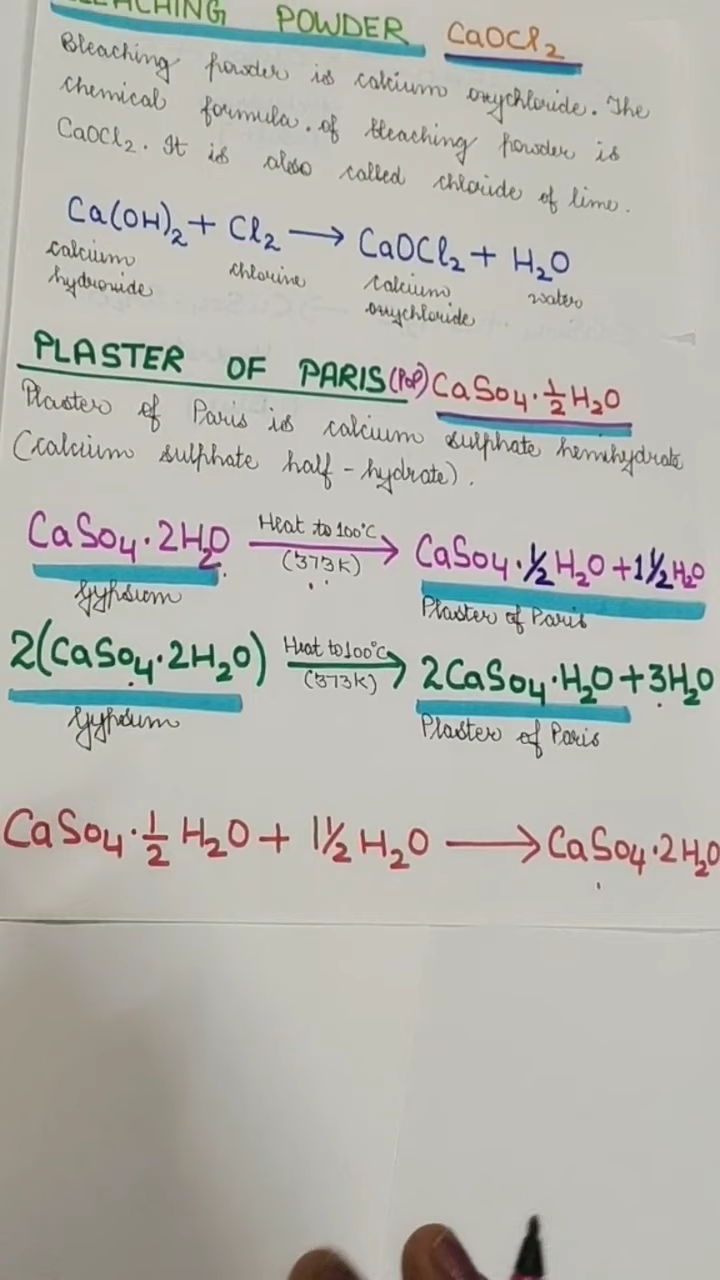 BLEACHING POWDER CaOCl₂
Bleaching powder is calcium oxychloride. The
chemical formula. of bleaching powder is
CaOCl₂. It is also called chloride of lime.
Ca(OH)₂ + Cl₂ → CaOCl₂ + H₂O
calcium hydroxide chlorine calcium oxychloride water
PLASTER OF PARIS (POP) CaSO₄·½H₂O
Plaster of Paris is calcium sulphate hemihydrate
(calcium sulphate half-hydrate).
CaSO₄·2H₂O Heat to 100°C (373K) → CaSO₄·½H₂O + 1½H₂O
Gypsum Plaster of Paris
2(CaSO₄·2H₂O) Heat to 100°C (373K) → 2CaSO₄·H₂O + 3H₂O
Gypsum Plaster of Paris
CaSO₄·½H₂O + 1½H₂O → CaSO₄·2H₂O